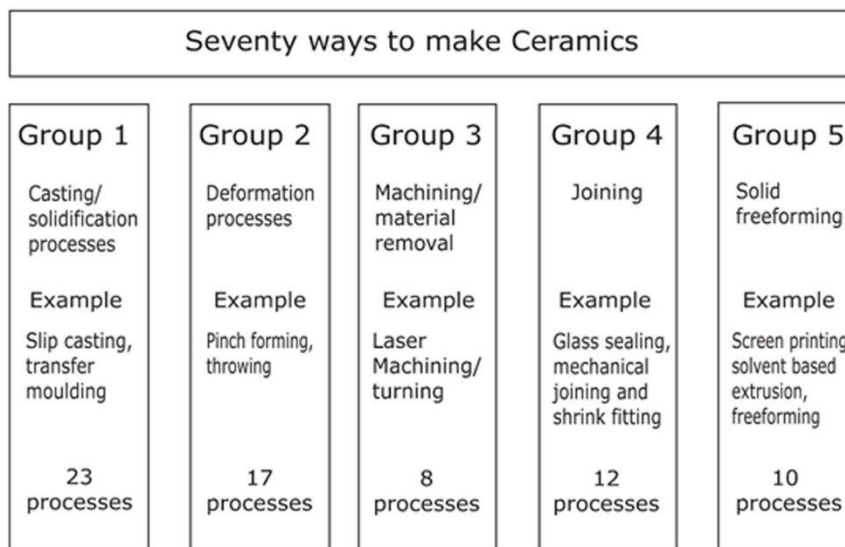 Seventy ways to make Ceramics
Group 1
Casting/
solidification
processes
Example
Slip casting,
transfer
moulding
23
processes
Group 2
Deformation
processes
Example
Pinch forming,
throwing
17
processes
Group 3
Machining/
material
removal
Example
Laser
Machining/
turning
8
processes
Group 4
Joining
Example
Glass sealing,
mechanical
joining and
shrink fitting
12
processes
Group 5
Solid
freeforming
Example
Screen printing
solvent based
extrusion,
freeforming
10
processes